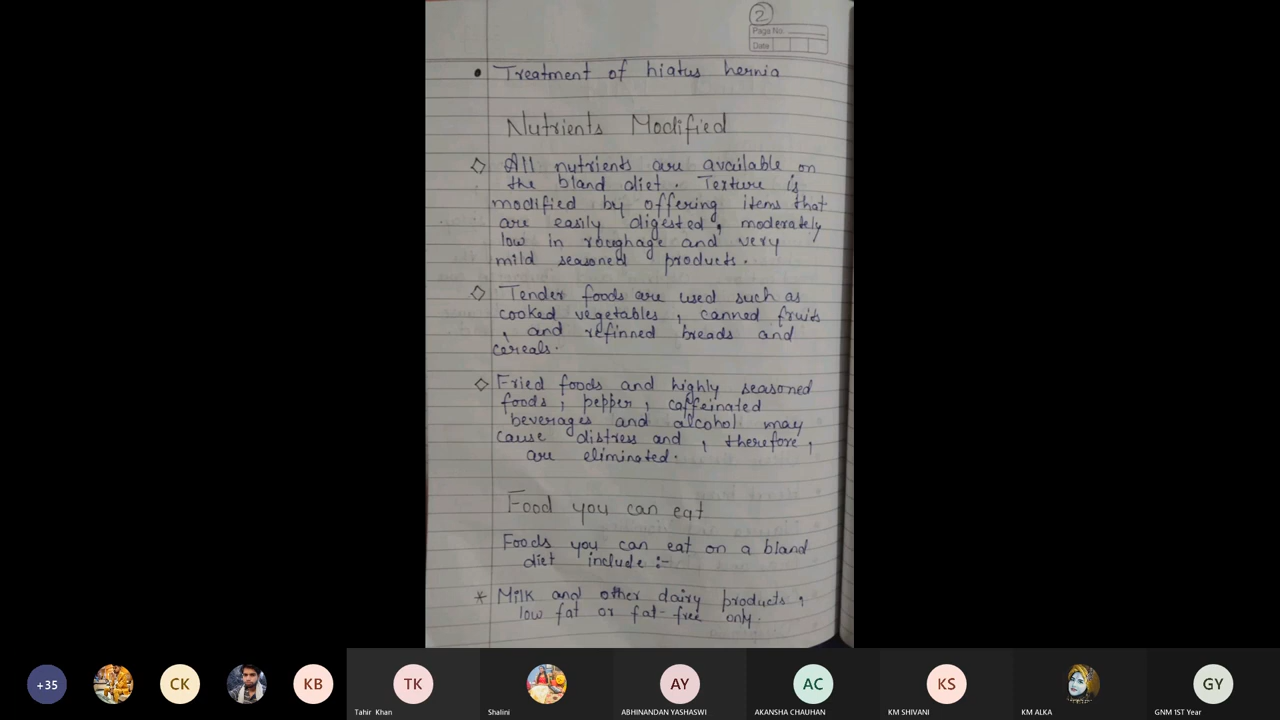 2
Page No.
Date
• Treatment of hiatus hernia
Nutrients Modified
◇ All nutrients are available on
the bland diet. Texture is
modified by offering items that
are easily digested, moderately
low in roughage and very
mild seasoned products.
◇ Tender foods are used such as
cooked vegetables, canned fruits
, and refinned breads and
cereals.
◇ Fried foods and highly seasoned
foods, pepper, caffeinated
beverages and alcohol may
cause distress and, therefore,
are eliminated.
Food you can eat
Foods you can eat on a bland
diet include :-
* Milk and other dairy products,
low fat or fat-free only.
+35 CK KB TK AY AC KS GY
Tahir Khan Shalini ABHINANDAN YASHASWI AKANSHA CHAUHAN KM SHIVANI KM ALKA GNM 1ST Year